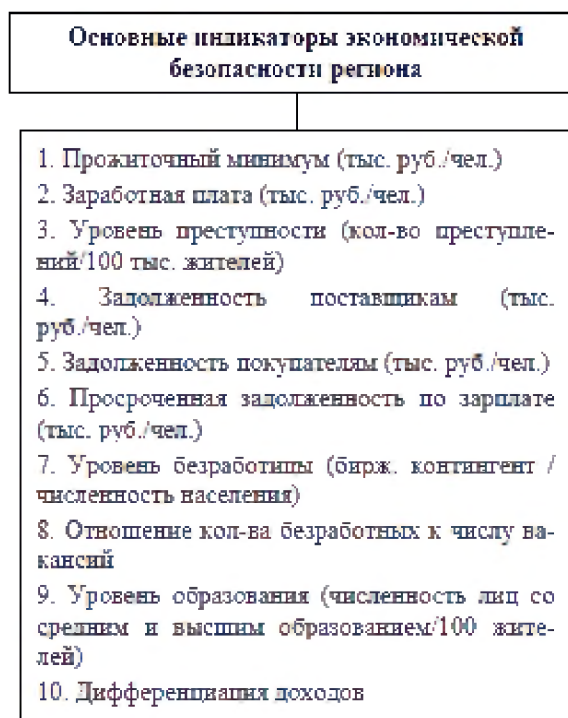 Основные индикаторы экономической
безопасности региона
1. Прожиточный минимум (тыс. руб./чел.)
2. Заработная плата (тыс. руб./чел.)
3. Уровень преступности (кол-во преступле-
ний/100 тыс. жителей)
4. Задолженность поставщикам (тыс.
руб./чел.)
5. Задолженность покупателям (тыс. руб./чел.)
6. Просроченная задолженность по зарплате
(тыс. руб./чел.)
7. Уровень безработицы (бирж. контингент /
численность населения)
8. Отношение кол-ва безработных к числу ва-
кансий
9. Уровень образования (численность лиц со
средним и высшим образованием/100 жите-
лей)
10. Дифференциация доходов